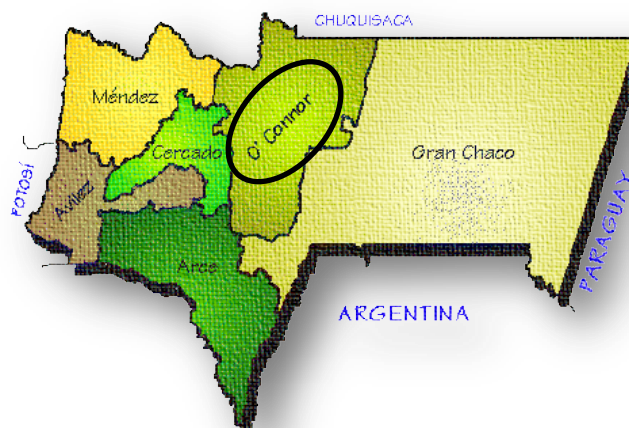 CHUQUISACA
Méndez
O' Connor
Cercado
Gran Chaco
POTOSÍ
Avilez
PARAGUAY
Arce
ARGENTINA